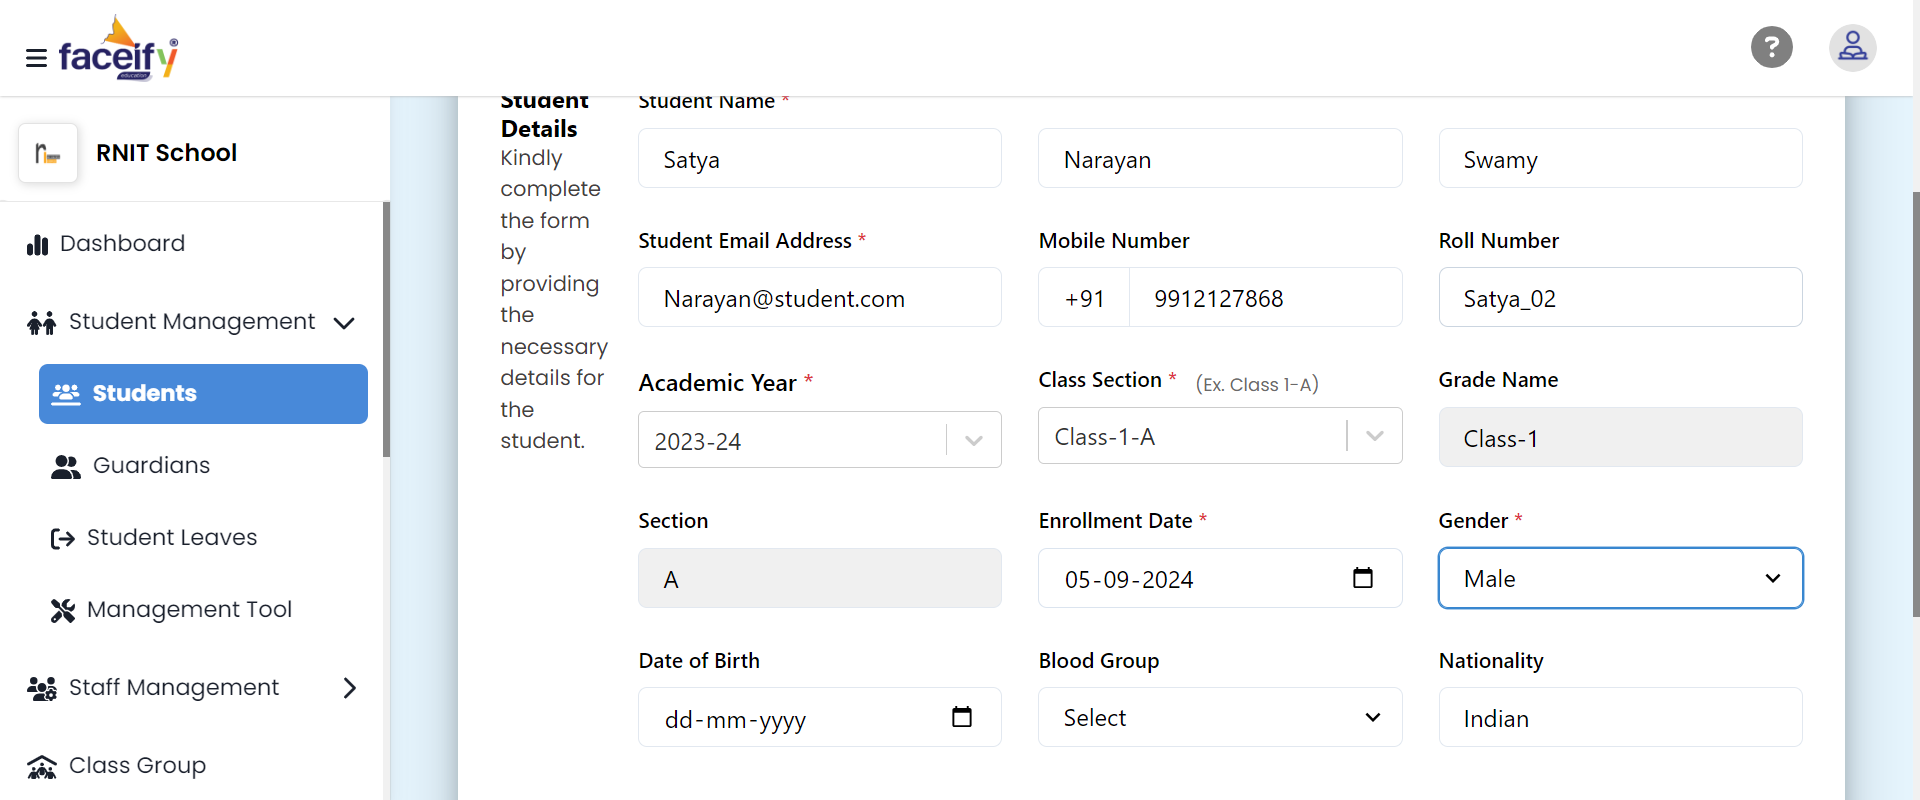 faceify®
education
?
RNIT School
Dashboard
Student Management
Students
Guardians
Student Leaves
Management Tool
Staff Management
Class Group
Student
Details
Kindly
complete
the form
by
providing
the
necessary
details for
the
student.
Student Name *
Satya
Narayan
Swamy
Student Email Address *
Mobile Number
Roll Number
Narayan@student.com
+91
9912127868
Satya_02
Academic Year *
Class Section * (Ex. Class 1-A)
Grade Name
2023-24
Class-1-A
Class-1
Section
Enrollment Date *
Gender *
A
05-09-2024
Male
Date of Birth
Blood Group
Nationality
dd-mm-yyyy
Select
Indian